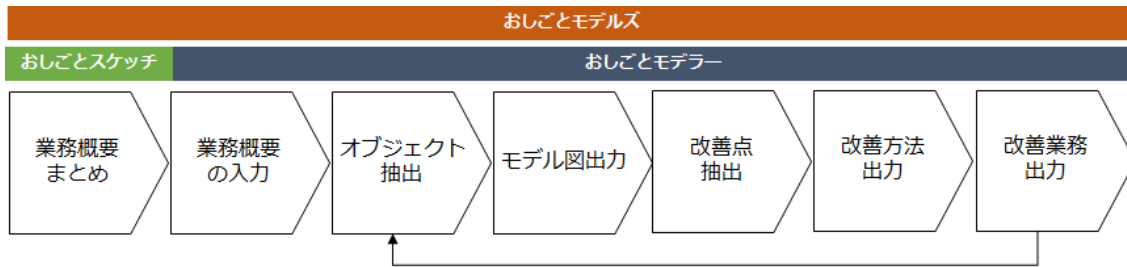 おしごとモデルズ
おしごとスケッチ
おしごとモデラー
業務概要
まとめ
業務概要
の入力
オブジェクト
抽出
モデル図出力
改善点
抽出
改善方法
出力
改善業務
出力